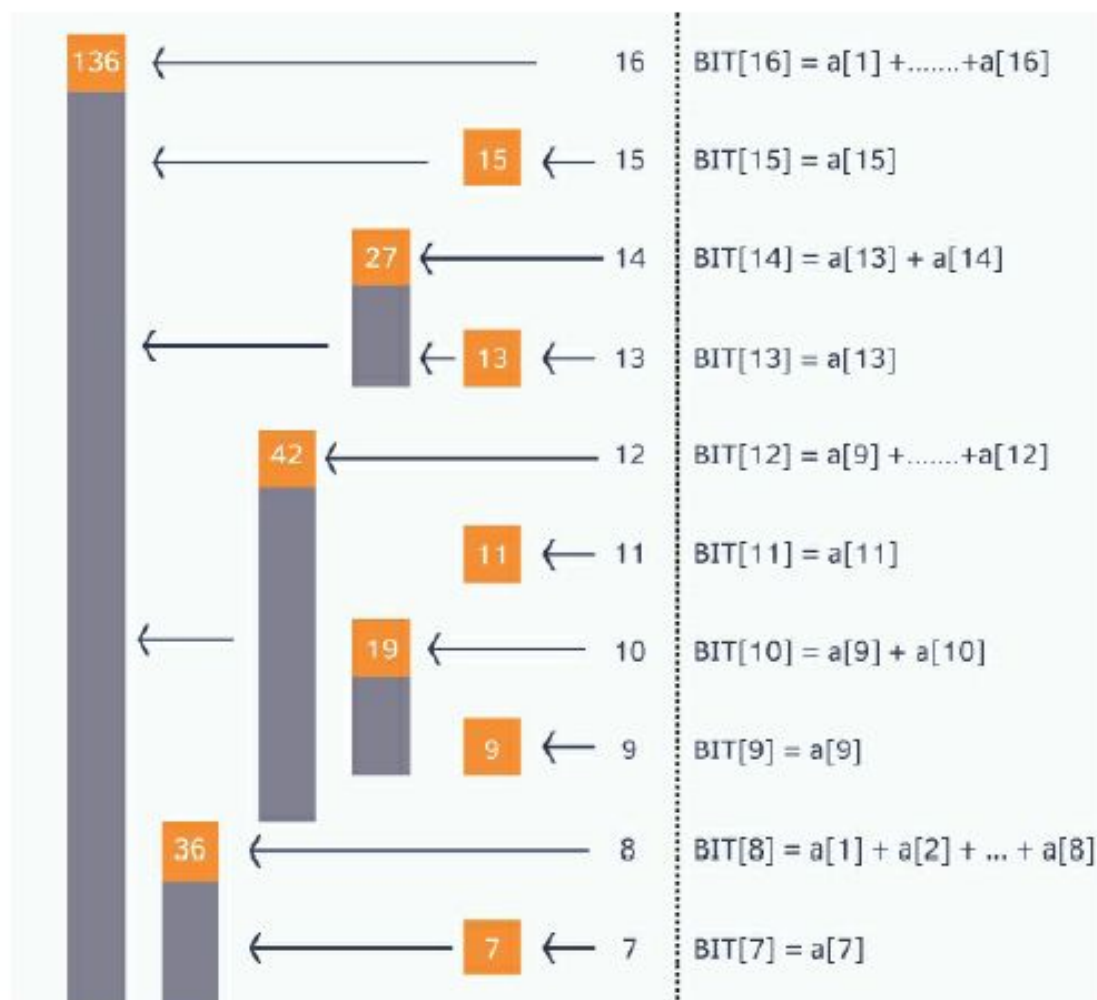 136 16 BIT[16] = a[1] +.......+a[16]
15 15 BIT[15] = a[15]
27 14 BIT[14] = a[13] + a[14]
13 13 BIT[13] = a[13]
42 12 BIT[12] = a[9] +.......+a[12]
11 11 BIT[11] = a[11]
19 10 BIT[10] = a[9] + a[10]
9 9 BIT[9] = a[9]
36 8 BIT[8] = a[1] + a[2] + ... + a[8]
7 7 BIT[7] = a[7]